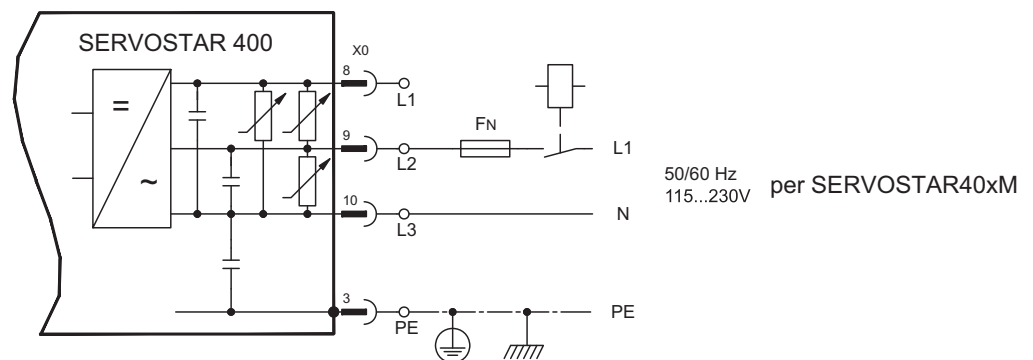 SERVOSTAR 400
X0
8
L1
=
~
9
L2
FN
L1
10
L3
N
50/60 Hz
115...230V
per SERVOSTAR40xM
3
PE
PE